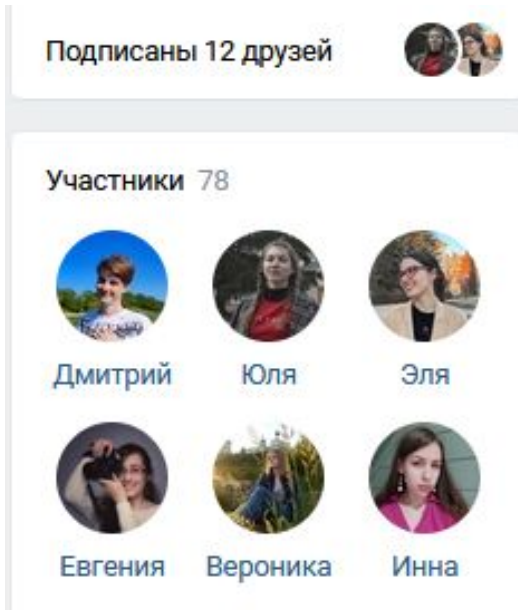 Подписаны 12 друзей
Участники 78
Дмитрий Юля Эля
Евгения Вероника Инна